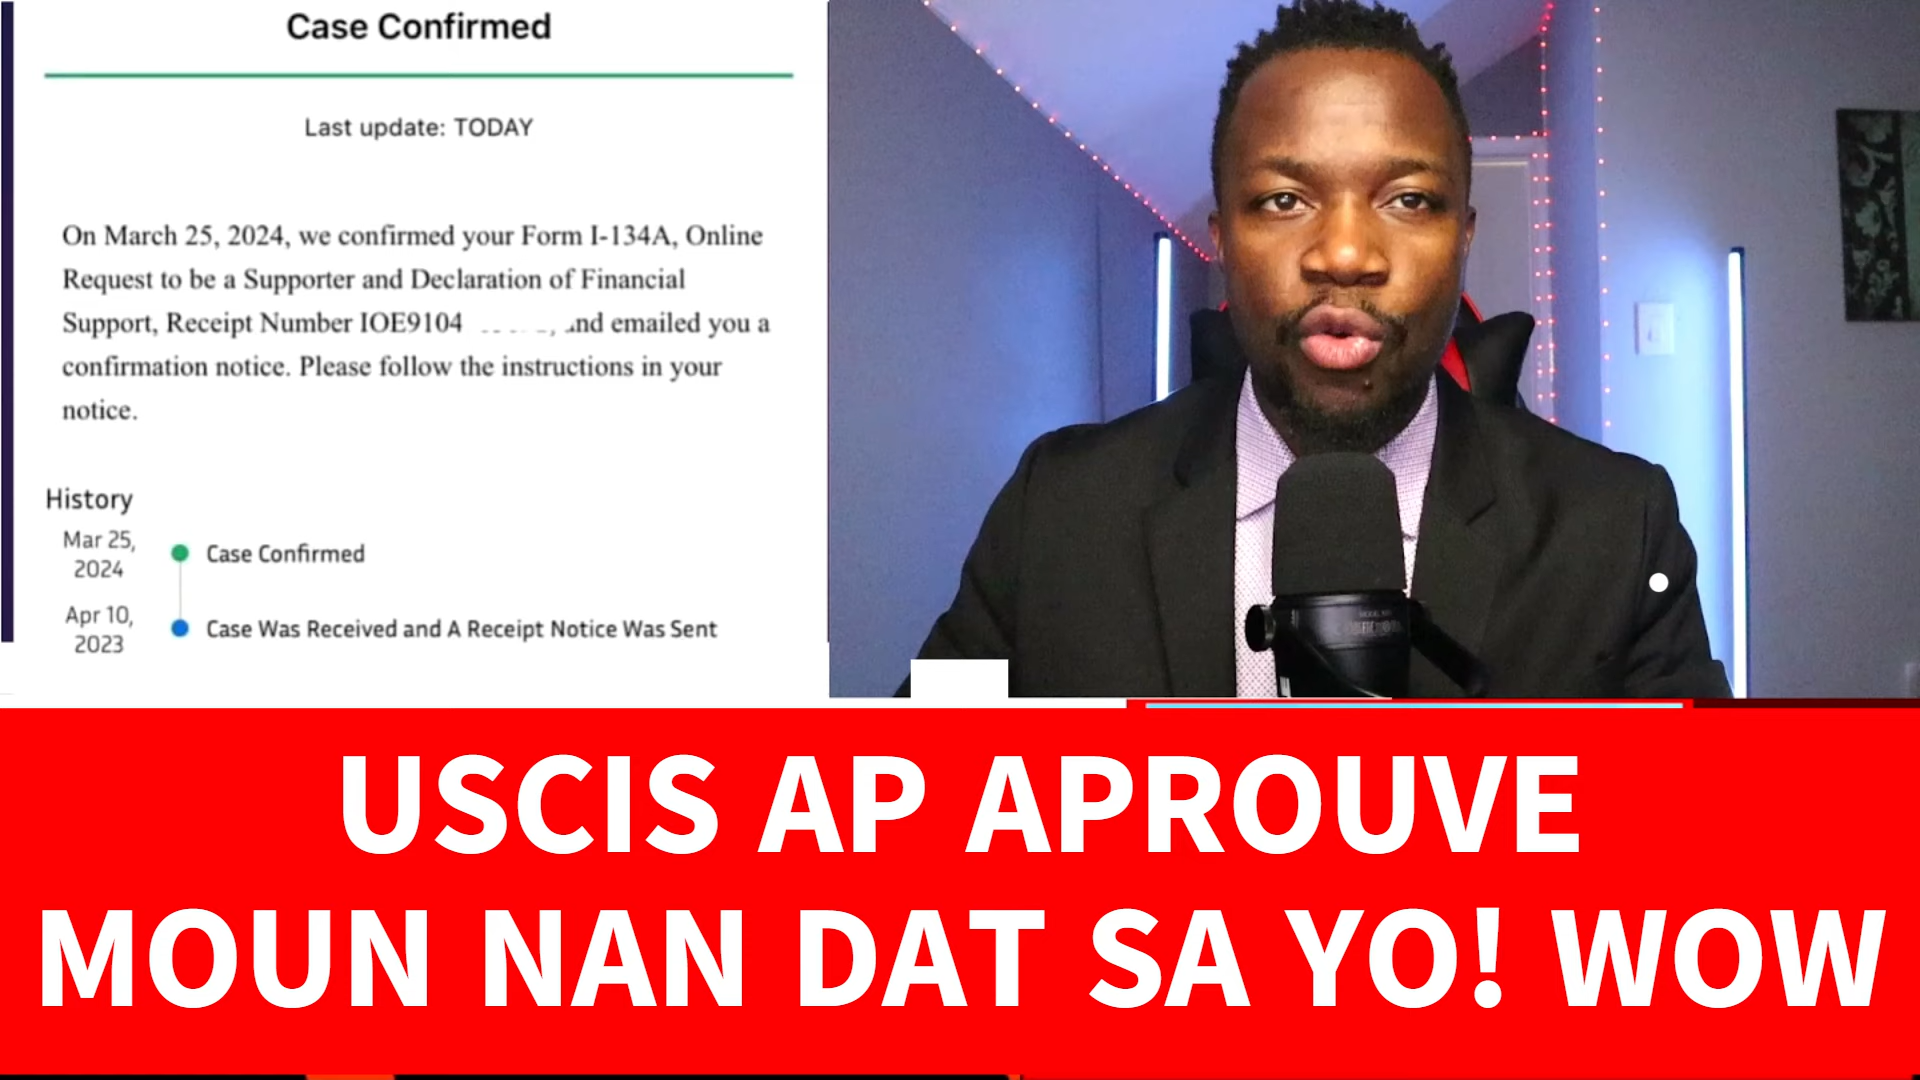 Case Confirmed
Last update: TODAY
On March 25, 2024, we confirmed your Form I-134A, Online
Request to be a Supporter and Declaration of Financial
Support, Receipt Number IOE9104 and emailed you a
confirmation notice. Please follow the instructions in your
notice.
History
Mar 25,
2024
Case Confirmed
Apr 10,
2023
Case Was Received and A Receipt Notice Was Sent
USCIS AP APROUVE
MOUN NAN DAT SA YO! WOW